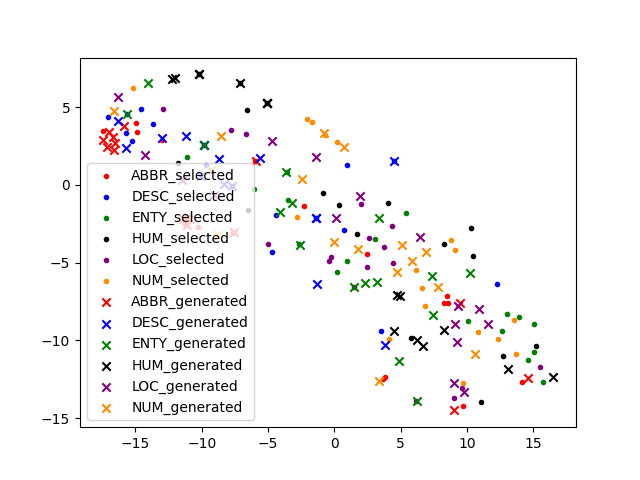 5
0
−5
−10
−15
ABBR_selected
DESC_selected
ENTY_selected
HUM_selected
LOC_selected
NUM_selected
ABBR_generated
DESC_generated
ENTY_generated
HUM_generated
LOC_generated
NUM_generated
−15 −10 −5 0 5 10 15